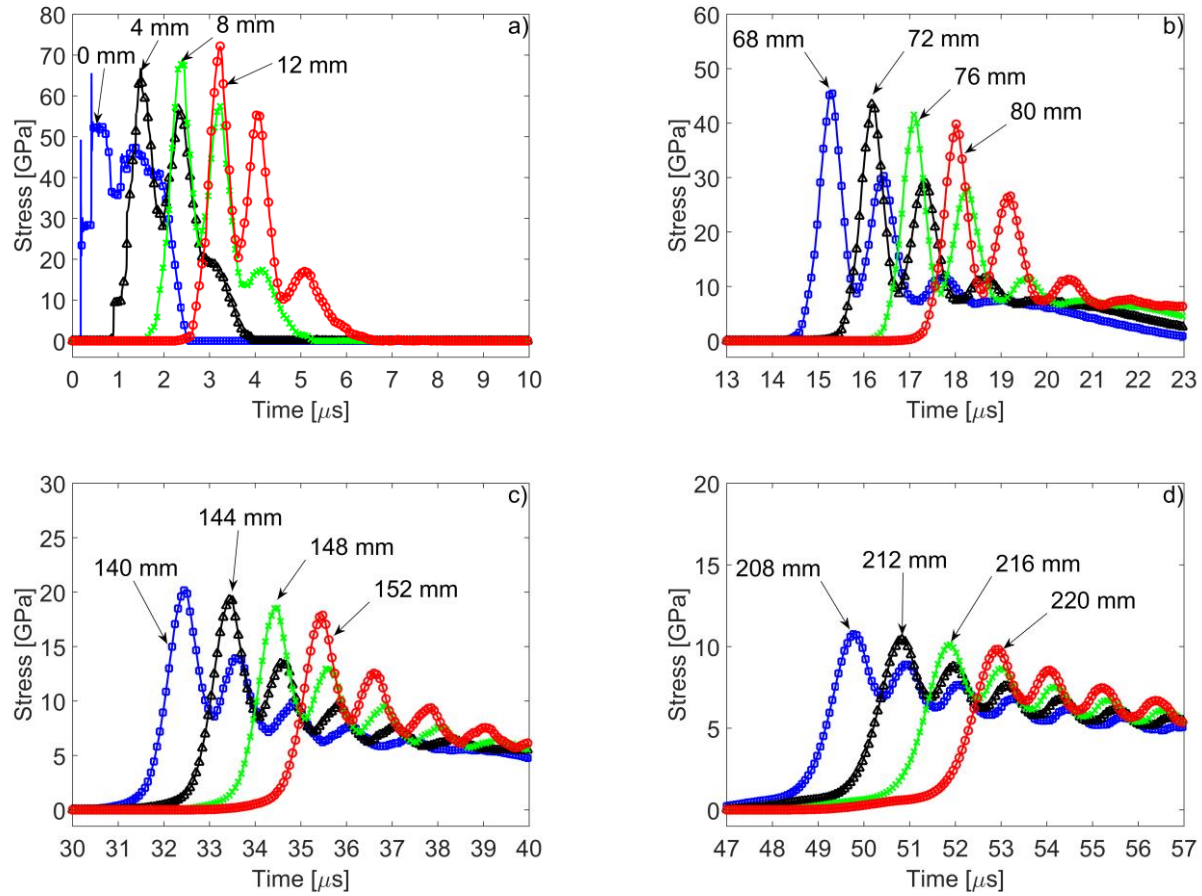 a)
0 mm
4 mm
8 mm
12 mm
Stress [GPa]
80
70
60
50
40
30
20
10
0
0 1 2 3 4 5 6 7 8 9 10
Time [μs]
b)
68 mm
72 mm
76 mm
80 mm
Stress [GPa]
60
50
40
30
20
10
0
13 14 15 16 17 18 19 20 21 22 23
Time [μs]
c)
140 mm
144 mm
148 mm
152 mm
Stress [GPa]
30
25
20
15
10
5
0
30 31 32 33 34 35 36 37 38 39 40
Time [μs]
d)
208 mm
212 mm
216 mm
220 mm
Stress [GPa]
20
15
10
5
0
47 48 49 50 51 52 53 54 55 56 57
Time [μs]